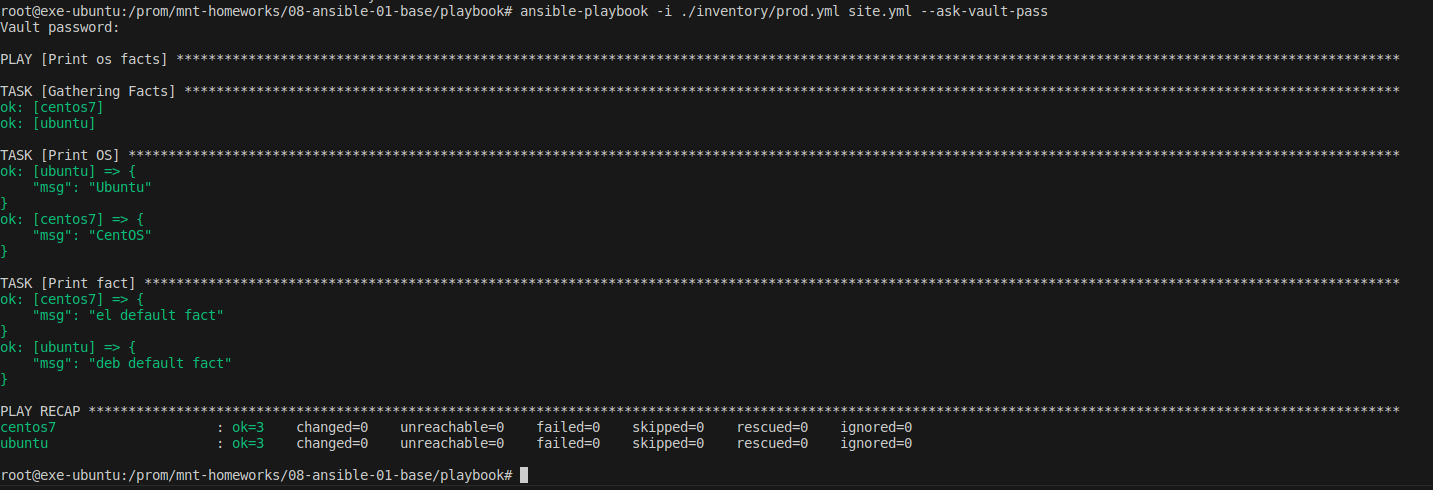 root@exe-ubuntu:/prom/mnt-homeworks/08-ansible-01-base/playbook# ansible-playbook -i ./inventory/prod.yml site.yml --ask-vault-pass
Vault password:
PLAY [Print os facts] *********************************************************************************************************************************************************
TASK [Gathering Facts] ********************************************************************************************************************************************************
ok: [centos7]
ok: [ubuntu]
TASK [Print OS] ***************************************************************************************************************************************************************
ok: [ubuntu] => {
    "msg": "Ubuntu"
}
ok: [centos7] => {
    "msg": "CentOS"
}
TASK [Print fact] *************************************************************************************************************************************************************
ok: [centos7] => {
    "msg": "el default fact"
}
ok: [ubuntu] => {
    "msg": "deb default fact"
}
PLAY RECAP ********************************************************************************************************************************************************************
centos7                    : ok=3    changed=0    unreachable=0    failed=0    skipped=0    rescued=0    ignored=0
ubuntu                     : ok=3    changed=0    unreachable=0    failed=0    skipped=0    rescued=0    ignored=0
root@exe-ubuntu:/prom/mnt-homeworks/08-ansible-01-base/playbook#